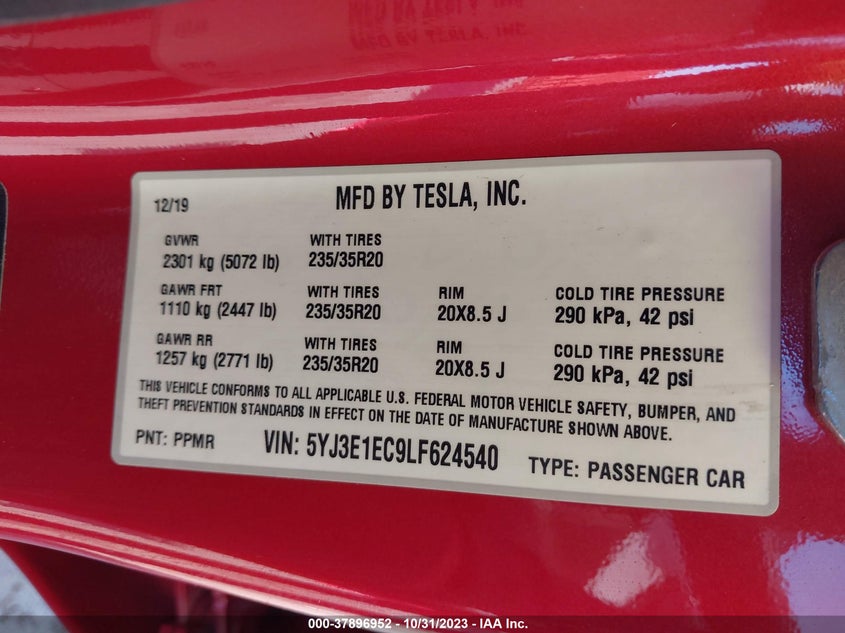 MFD BY TESLA, INC.
12/19 MFD BY TESLA, INC.
GVWR WITH TIRES
2301 kg (5072 lb) 235/35R20
GAWR FRT WITH TIRES RIM COLD TIRE PRESSURE
1110 kg (2447 lb) 235/35R20 20X8.5 J 290 kPa, 42 psi
GAWR RR WITH TIRES RIM COLD TIRE PRESSURE
1257 kg (2771 lb) 235/35R20 20X8.5 J 290 kPa, 42 psi
THIS VEHICLE CONFORMS TO ALL APPLICABLE U.S. FEDERAL MOTOR VEHICLE SAFETY, BUMPER, AND
THEFT PREVENTION STANDARDS IN EFFECT ON THE DATE OF MANUFACTURE SHOWN ABOVE.
PNT: PPMR VIN: 5YJ3E1EC9LF624540 TYPE: PASSENGER CAR
000-37896952 - 10/31/2023 - IAA Inc.